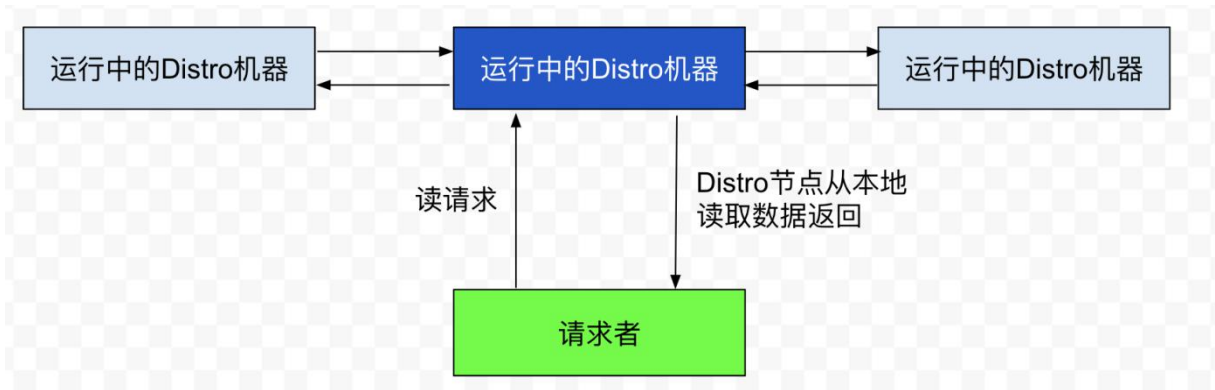 运行中的Distro机器
运行中的Distro机器
运行中的Distro机器
读请求
Distro节点从本地
读取数据返回
请求者